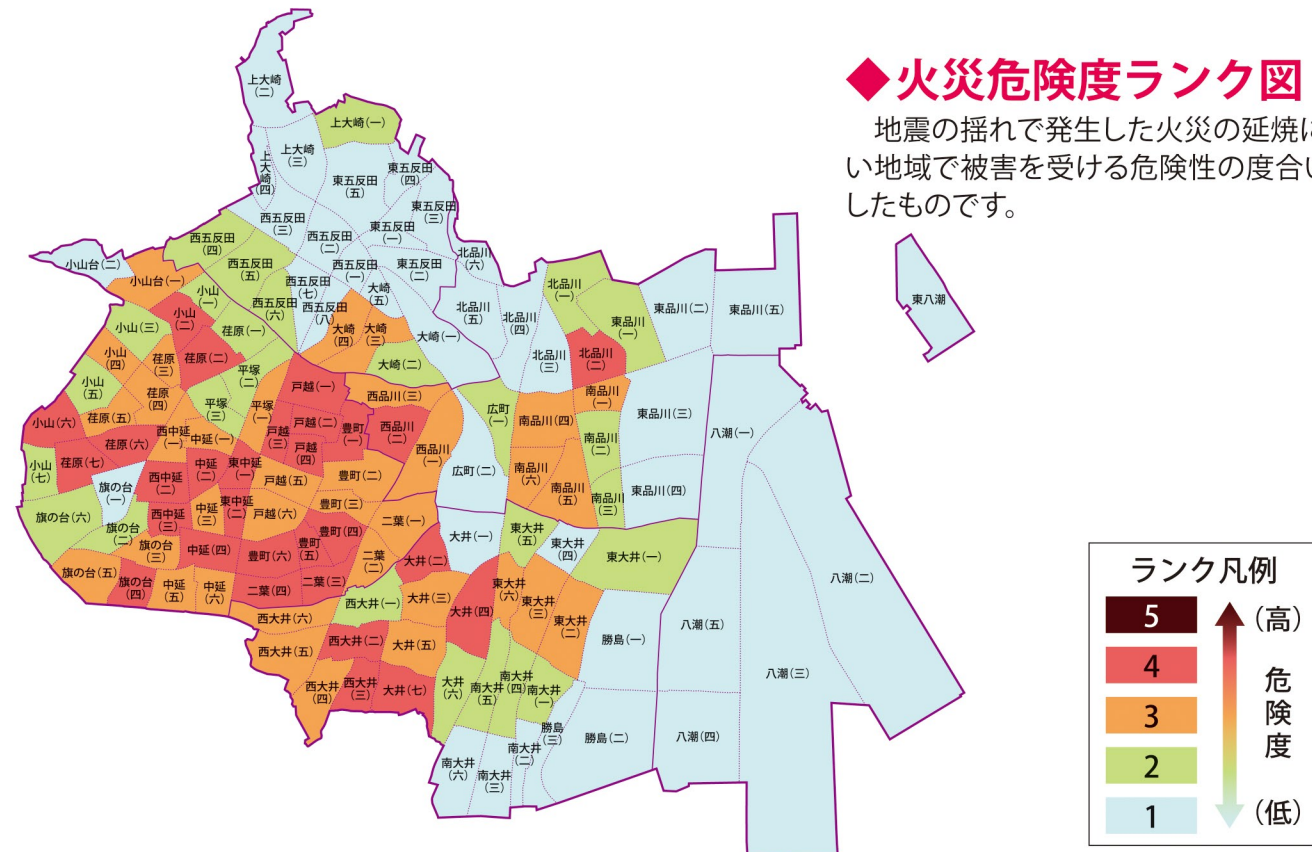 ◆火災危険度ランク図
地震の揺れで発生した火災の延焼に
い地域で被害を受ける危険性の度合い
したものです。
上大崎
(二)
上大崎(一)
上大崎
(三)
上大崎(四)
東五反田
(五)
東五反田
(四)
東五反田
(三)
東五反田
(一)
東五反田
(二)
西五反田
(三)
西五反田
(二)
西五反田
(一)
西五反田
(四)
西五反田
(五)
西五反田
(六)
西五反田
(七)
西五反田
(八)
大崎
(五)
大崎
(四)
大崎
(三)
大崎(一)
大崎(二)
北品川
(六)
北品川
(五)
北品川
(四)
北品川
(三)
北品川
(一)
北品川
(二)
東品川
(一)
東品川(二)
東品川(五)
東品川(三)
東品川(四)
東八潮
小山台(二)
小山台(一)
小山
(一)
小山
(二)
小山(三)
小山
(四)
小山
(五)
小山(六)
小山
(七)
荏原(一)
荏原(二)
荏原
(三)
荏原
(四)
荏原(五)
荏原(六)
荏原(七)
平塚
(二)
平塚
(三)
平塚
(一)
戸越(一)
戸越(二)
戸越
(三)
戸越
(四)
戸越(五)
戸越(六)
豊町
(一)
豊町(二)
豊町(三)
豊町(四)
豊町
(五)
豊町(六)
西品川(三)
西品川
(二)
西品川
(一)
広町
(一)
広町(二)
南品川
(一)
南品川(四)
南品川
(二)
南品川
(六)
南品川
(五)
南品川
(三)
西中延
(一)
中延(一)
西中延
(二)
中延
(二)
東中延
(一)
西中延
(三)
中延
(三)
東中延
(二)
中延(四)
中延
(五)
中延
(六)
旗の台
(一)
旗の台(六)
旗の台
(二)
旗の台
(三)
旗の台(五)
旗の台
(四)
二葉(一)
二葉
(二)
二葉(三)
二葉(四)
大井(一)
大井(二)
大井(三)
大井(四)
大井(五)
大井
(六)
大井(七)
東大井
(五)
東大井
(四)
東大井(一)
東大井
(六)
東大井
(三)
東大井
(二)
西大井(一)
西大井(六)
西大井(二)
西大井(五)
西大井
(四)
西大井
(三)
南大井
(五)
南大井
(四)
南大井
(一)
南大井
(六)
南大井
(三)
南大井
(二)
勝島(一)
勝島
(三)
勝島(二)
八潮(一)
八潮(二)
八潮(五)
八潮(三)
八潮(四)
ランク凡例
5
4
3
2
1
(高)
危険度
(低)